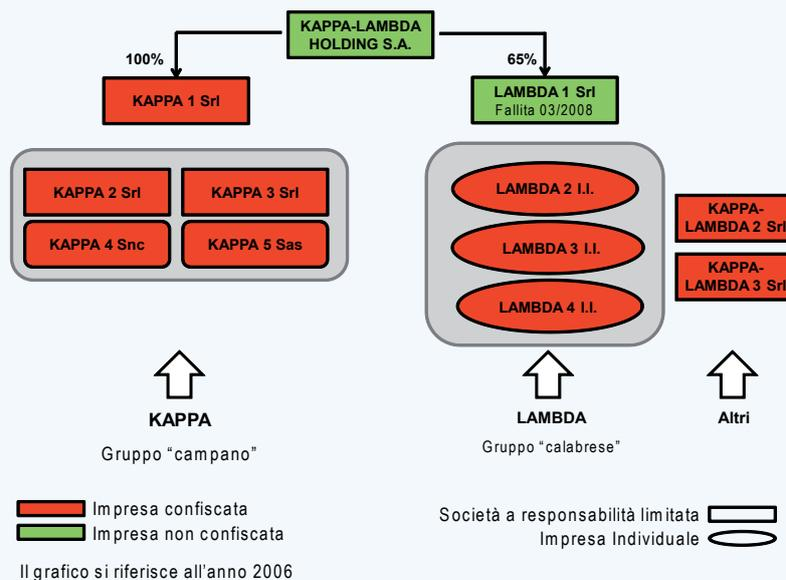 KAPPA-LAMBDA
HOLDING S.A.
100%
65%
KAPPA 1 Srl
LAMBDA 1 Srl
Fallita 03/2008
KAPPA 2 Srl
KAPPA 3 Srl
KAPPA 4 Snc
KAPPA 5 Sas
LAMBDA 2 I.I.
LAMBDA 3 I.I.
LAMBDA 4 I.I.
KAPPA-
LAMBDA 2 Srl
KAPPA-
LAMBDA 3 Srl
KAPPA
Gruppo “campano”
LAMBDA
Gruppo “calabrese”
Altri
Impresa confiscata
Impresa non confiscata
Società a responsabilità limitata
Impresa Individuale
Il grafico si riferisce all'anno 2006